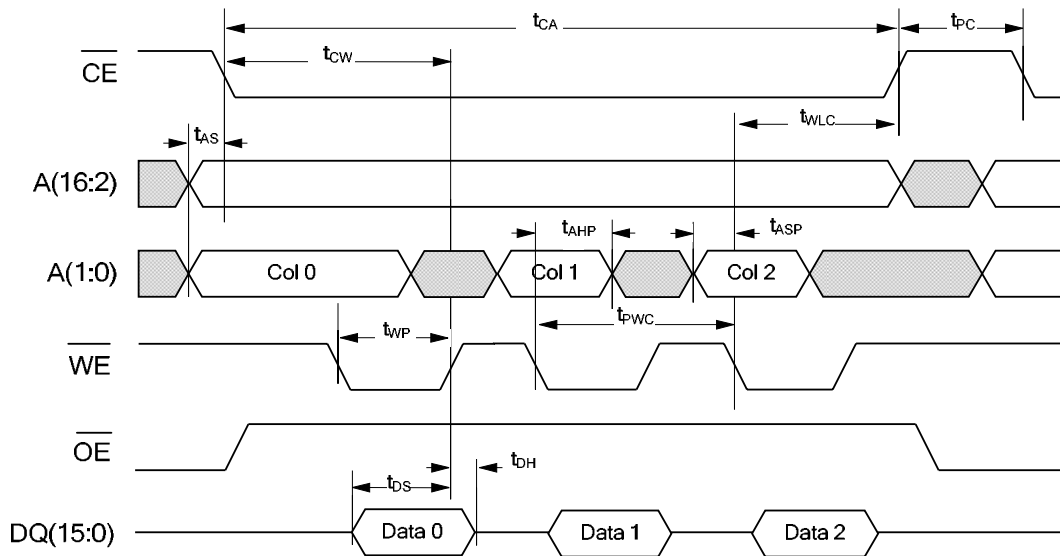 tCA
tPC
tCW
CE
tWLC
tAS
A(16:2)
tAHP
tASP
A(1:0)
Col 0
Col 1
Col 2
tWP
tPWC
WE
OE
tDS
tDH
DQ(15:0)
Data 0
Data 1
Data 2